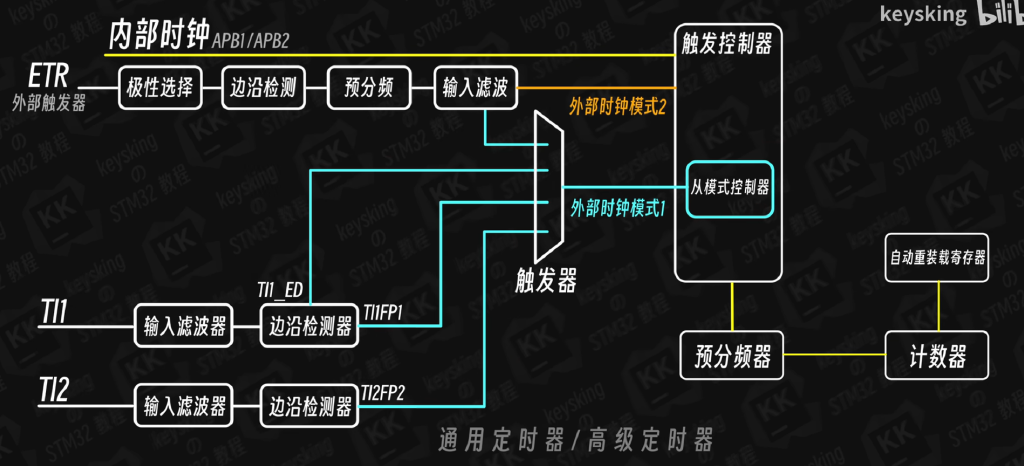 keysking bilib
内部时钟 APB1/APB2
触发控制器
ETR
外部触发器
极性选择
边沿检测
预分频
输入滤波
外部时钟模式2
从模式控制器
外部时钟模式1
自动重装载寄存器
触发器
TI1_ED
TI1
输入滤波器
边沿检测器
TI1FP1
预分频器
计数器
TI2
输入滤波器
边沿检测器
TI2FP2
通用定时器/高级定时器